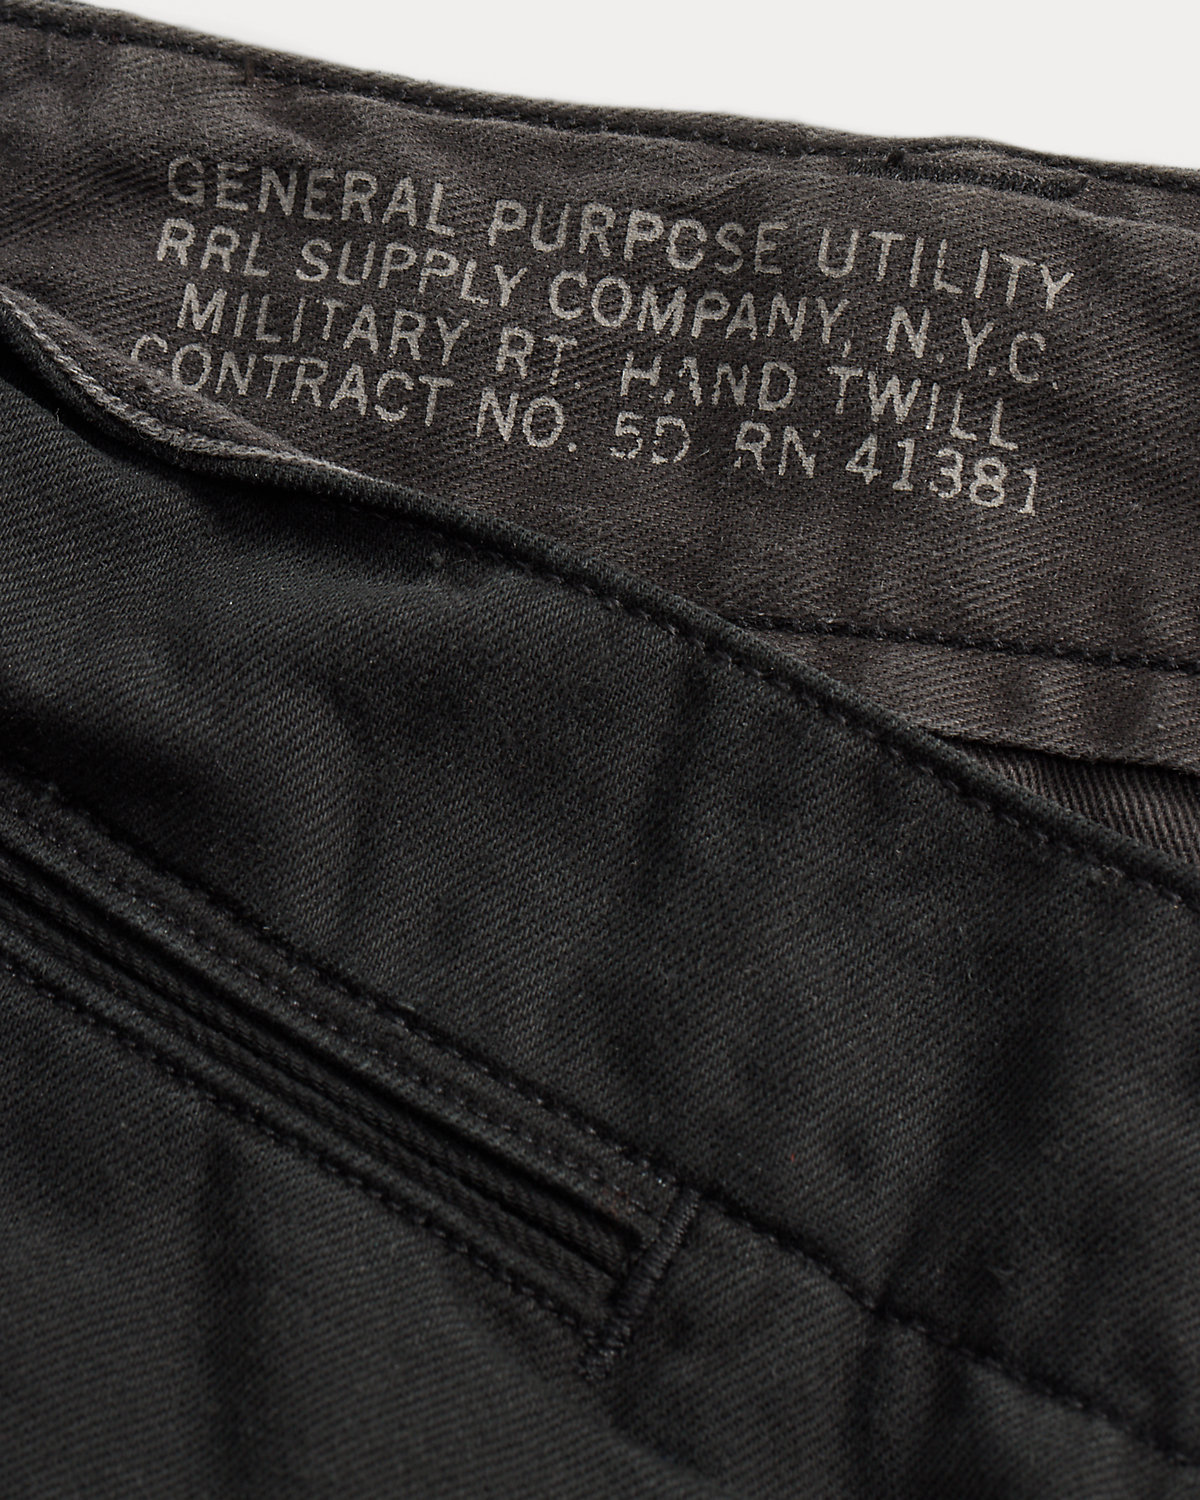 GENERAL PURPOSE UTILITY
RRL SUPPLY COMPANY, N.Y.C.
MILITARY RT. HAND TWILL
CONTRACT NO. 5D RN 41381